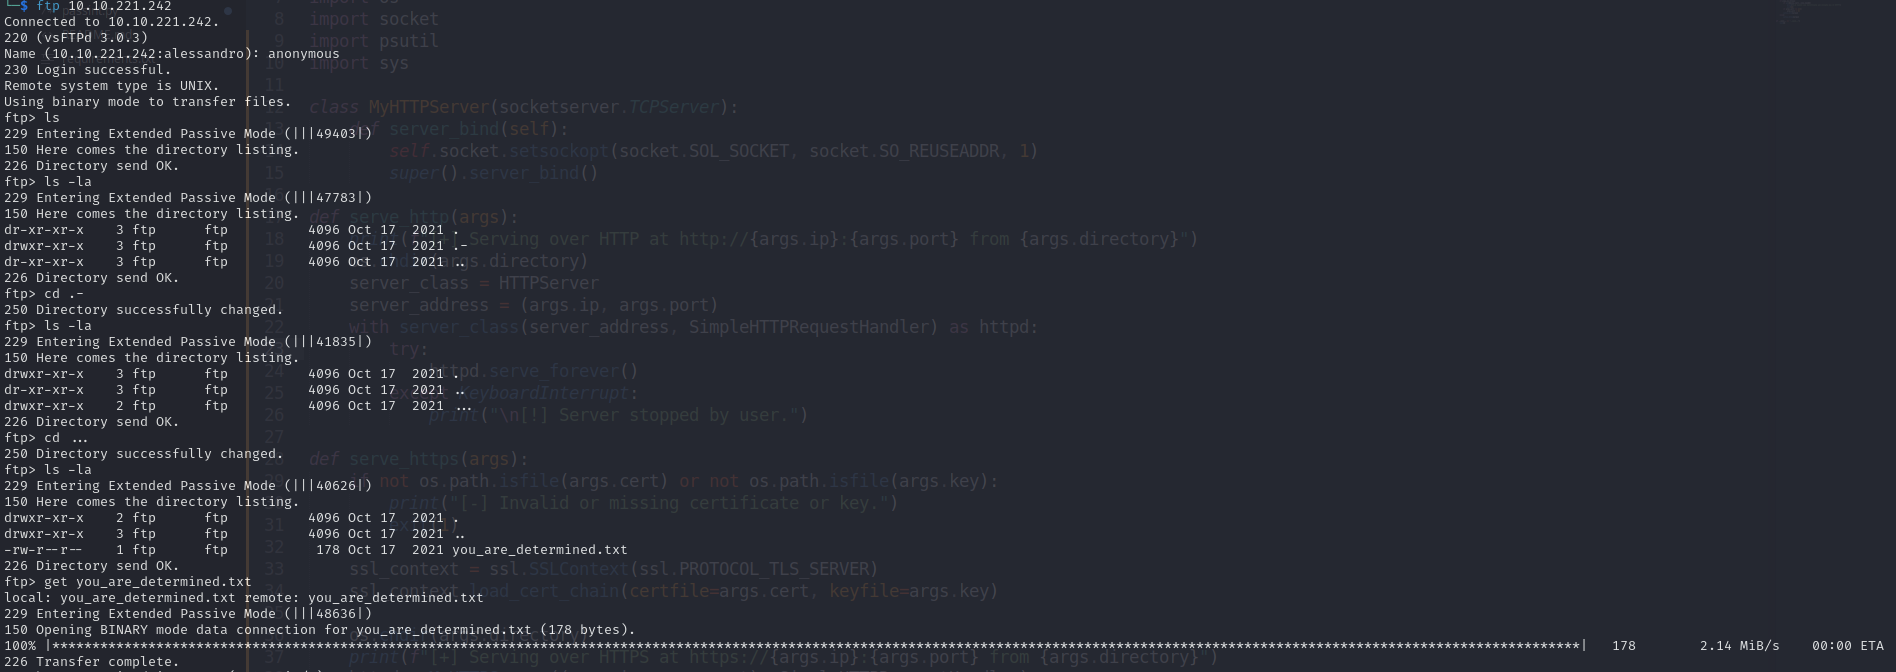 └─$ ftp 10.10.221.242
Connected to 10.10.221.242.
220 (vsFTPd 3.0.3)
Name (10.10.221.242:alessandro): anonymous
230 Login successful.
Remote system type is UNIX.
Using binary mode to transfer files.
ftp> ls
229 Entering Extended Passive Mode (|||49403|)
150 Here comes the directory listing.
226 Directory send OK.
ftp> ls -la
229 Entering Extended Passive Mode (|||47783|)
150 Here comes the directory listing.
dr-xr-xr-x    3 ftp      ftp          4096 Oct 17  2021 .
drwxr-xr-x    3 ftp      ftp          4096 Oct 17  2021 .-
dr-xr-xr-x    3 ftp      ftp          4096 Oct 17  2021 ..
226 Directory send OK.
ftp> cd .-
250 Directory successfully changed.
ftp> ls -la
229 Entering Extended Passive Mode (|||41835|)
150 Here comes the directory listing.
drwxr-xr-x    3 ftp      ftp          4096 Oct 17  2021 .
dr-xr-xr-x    3 ftp      ftp          4096 Oct 17  2021 ..
drwxr-xr-x    2 ftp      ftp          4096 Oct 17  2021 ...
226 Directory send OK.
ftp> cd ...
250 Directory successfully changed.
ftp> ls -la
229 Entering Extended Passive Mode (|||40626|)
150 Here comes the directory listing.
drwxr-xr-x    2 ftp      ftp          4096 Oct 17  2021 .
drwxr-xr-x    3 ftp      ftp          4096 Oct 17  2021 ..
-rw-r--r--    1 ftp      ftp           178 Oct 17  2021 you_are_determined.txt
226 Directory send OK.
ftp> get you_are_determined.txt
local: you_are_determined.txt remote: you_are_determined.txt
229 Entering Extended Passive Mode (|||48636|)
150 Opening BINARY mode data connection for you_are_determined.txt (178 bytes).
100% |***| 178 2.14 MiB/s 00:00 ETA
226 Transfer complete.
8 import socket
9 import psutil
import sys
11
class MyHTTPServer(socketserver.TCPServer):
def server_bind(self):
self.socket.setsockopt(socket.SOL_SOCKET, socket.SO_REUSEADDR, 1)
15 super().server_bind()
def serve_http(args):
18 Serving over HTTP at http://{args.ip}:{args.port} from {args.directory}")
19 (args.directory)
20 server_class = HTTPServer
server_address = (args.ip, args.port)
with server_class(server_address, SimpleHTTPRequestHandler) as httpd:
try:
httpd.serve_forever()
25 KeyboardInterrupt:
26 print("\n[!] Server stopped by user.")
27
def serve_https(args):
if not os.path.isfile(args.cert) or not os.path.isfile(args.key):
print("[-] Invalid or missing certificate or key.")
31
32
33 ssl_context = ssl.SSLContext(ssl.PROTOCOL_TLS_SERVER)
ssl_context.load_cert_chain(certfile=args.cert, keyfile=args.key)
37 print(f"[+] Serving over HTTPS at https://{args.ip}:{args.port} from {args.directory}")